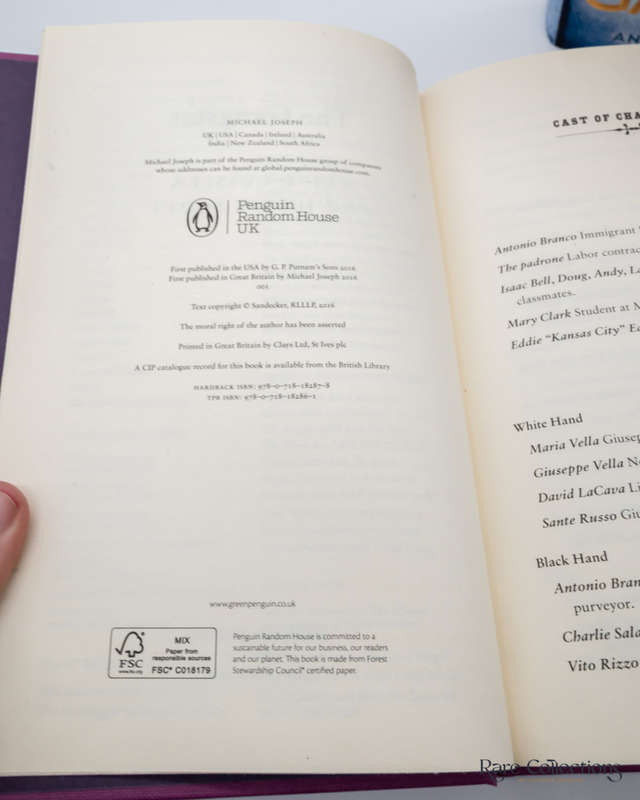 MICHAEL JOSEPH
UK | USA | Canada | Ireland | Australia
India | New Zealand | South Africa
Michael Joseph is part of the Penguin Random House group of companies
whose addresses can be found at global.penguinrandomhouse.com.
Penguin
Random House
UK
First published in the USA by G. P. Putnam's Sons 2016
First published in Great Britain by Michael Joseph 2016
001
Text copyright © Sandecker, RLLLP, 2016
The moral right of the author has been asserted
Printed in Great Britain by Clays Ltd, St Ives plc
A CIP catalogue record for this book is available from the British Library
HARDBACK ISBN: 978-0-718-18287-8
TPB ISBN: 978-0-718-18286-1
www.greenpenguin.co.uk
FSC
www.fsc.org
MIX
Paper from
responsible sources
FSC® C018179
Penguin Random House is committed to a
sustainable future for our business, our readers
and our planet. This book is made from Forest
Stewardship Council® certified paper.
AN
CAST OF CHA
Antonio Branco Immigrant
The padrone Labor contrac
Isaac Bell, Doug, Andy, L
classmates.
Mary Clark Student at M
Eddie "Kansas City" E
White Hand
Maria Vella Giusep
Giuseppe Vella N
David LaCava Li
Sante Russo Giu
Black Hand
Antonio Bran
purveyor.
Charlie Sala
Vito Rizzo
Rare Collections